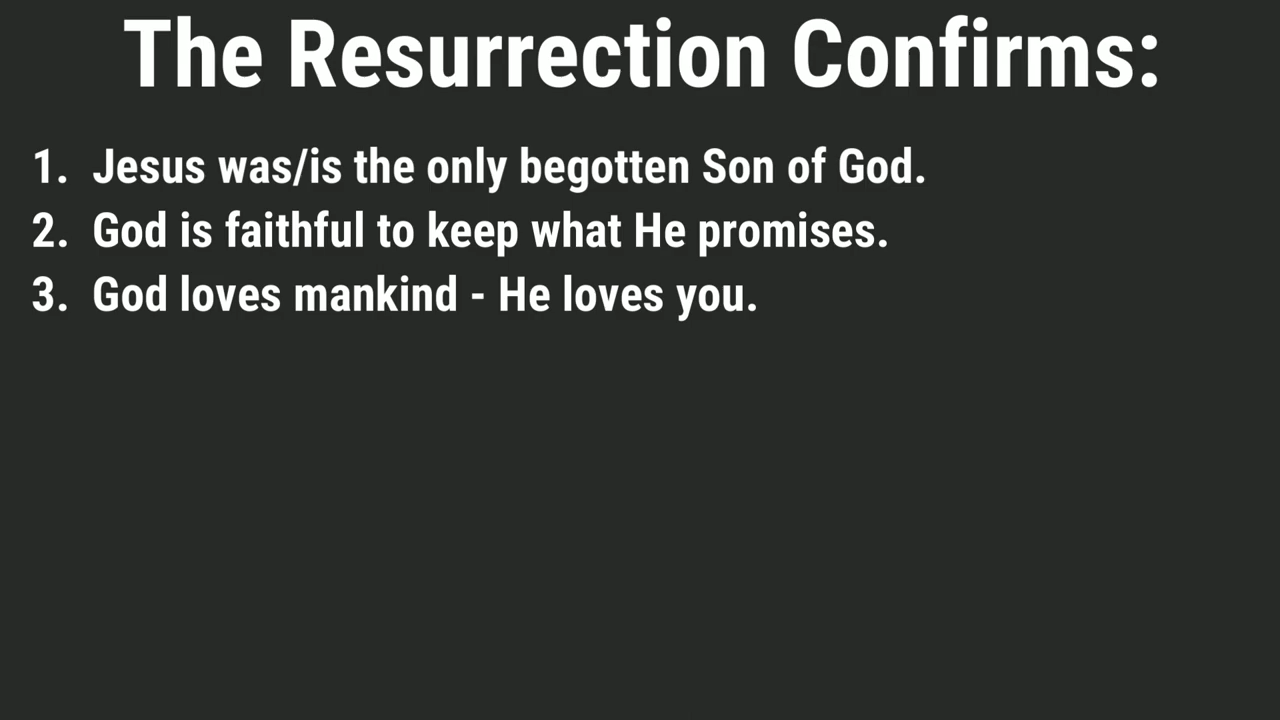 The Resurrection Confirms:
1. Jesus was/is the only begotten Son of God.
2. God is faithful to keep what He promises.
3. God loves mankind - He loves you.